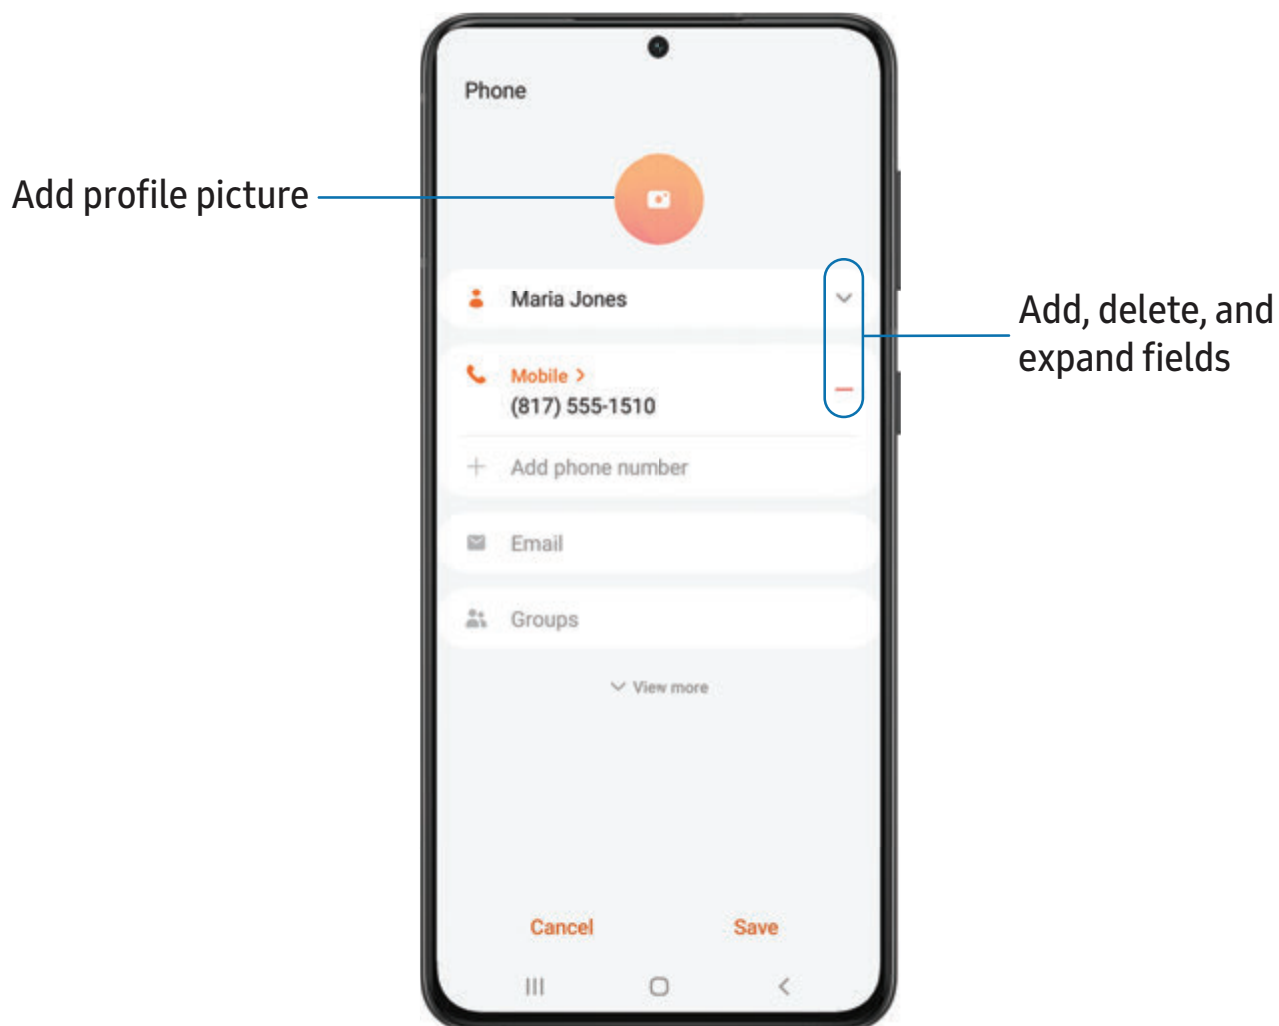 Phone
Add profile picture
Maria Jones
Add, delete, and
expand fields
Mobile >
(817) 555-1510
Add phone number
Email
Groups
View more
Cancel
Save